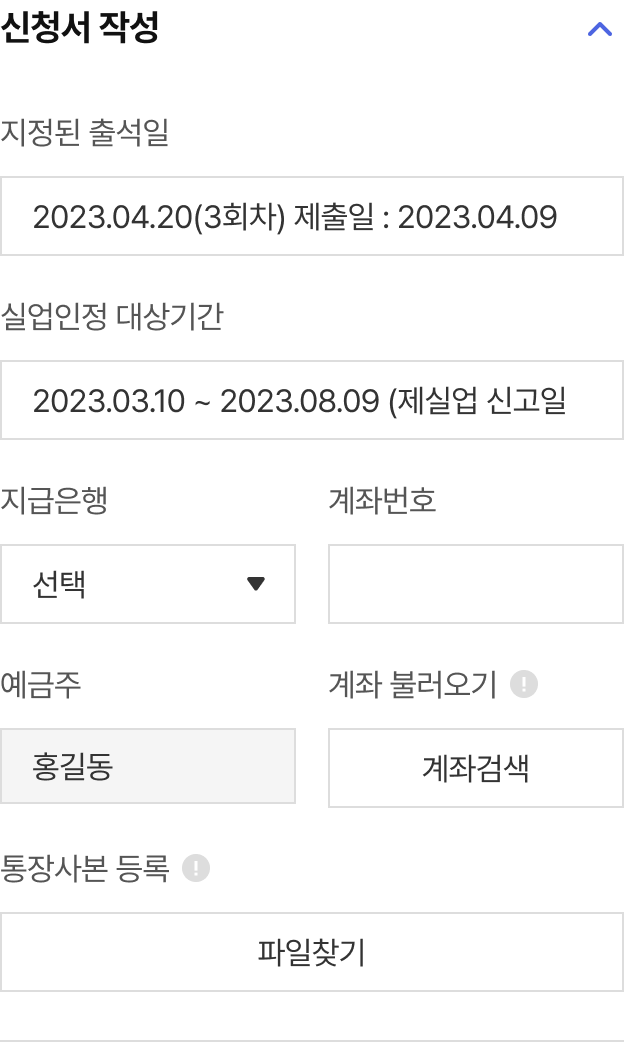 신청서 작성
지정된 출석일
2023.04.20(3회차) 제출일 : 2023.04.09
실업인정 대상기간
2023.03.10 ~ 2023.08.09 (제실업 신고일
지급은행
계좌번호
선택
예금주
계좌 불러오기
홍길동
계좌검색
통장사본 등록
파일찾기